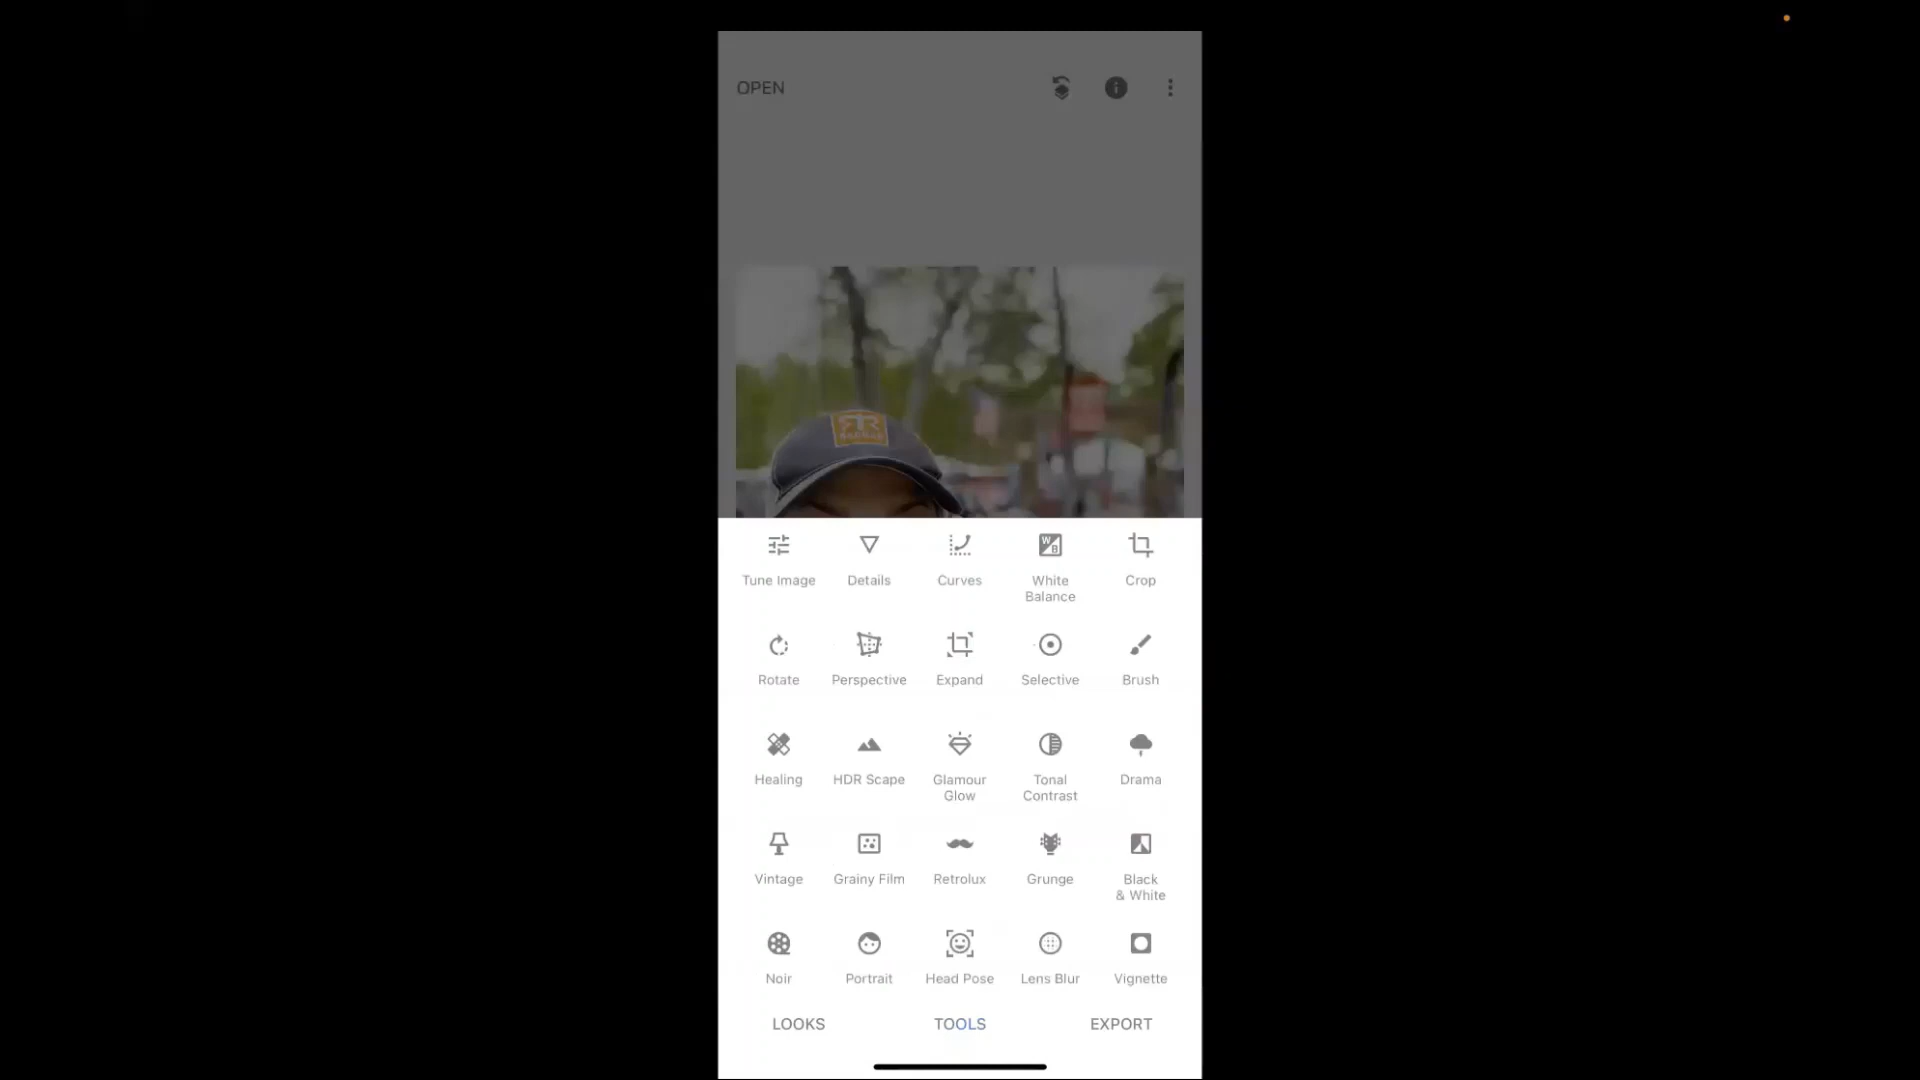 OPEN
Tune Image
Details
Curves
White
Balance
Crop
Rotate
Perspective
Expand
Selective
Brush
Healing
HDR Scape
Glamour
Glow
Tonal
Contrast
Drama
Vintage
Grainy Film
Retrolux
Grunge
Black
& White
Noir
Portrait
Head Pose
Lens Blur
Vignette
LOOKS
TOOLS
EXPORT